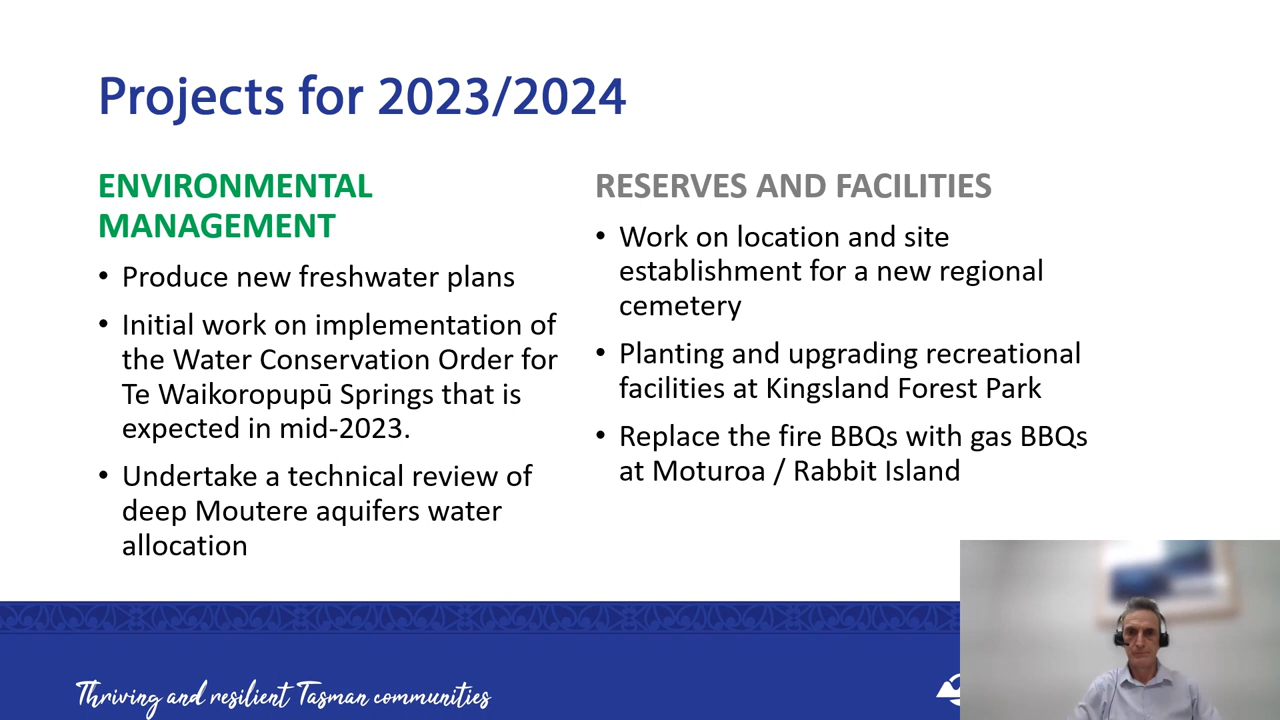 Projects for 2023/2024
ENVIRONMENTAL
MANAGEMENT
• Produce new freshwater plans
• Initial work on implementation of
the Water Conservation Order for
Te Waikoropupū Springs that is
expected in mid-2023.
• Undertake a technical review of
deep Moutere aquifers water
allocation
RESERVES AND FACILITIES
• Work on location and site
establishment for a new regional
cemetery
• Planting and upgrading recreational
facilities at Kingsland Forest Park
• Replace the fire BBQs with gas BBQs
at Moturoa / Rabbit Island
Thriving and resilient Tasman communities